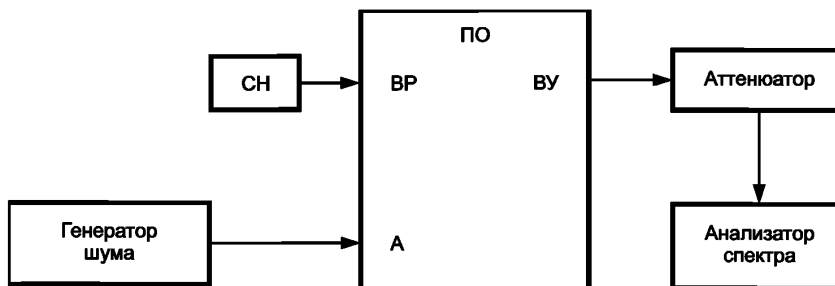 ПО
СН
ВР
ВУ
Аттенюатор
Генератор
шума
А
Анализатор
спектра